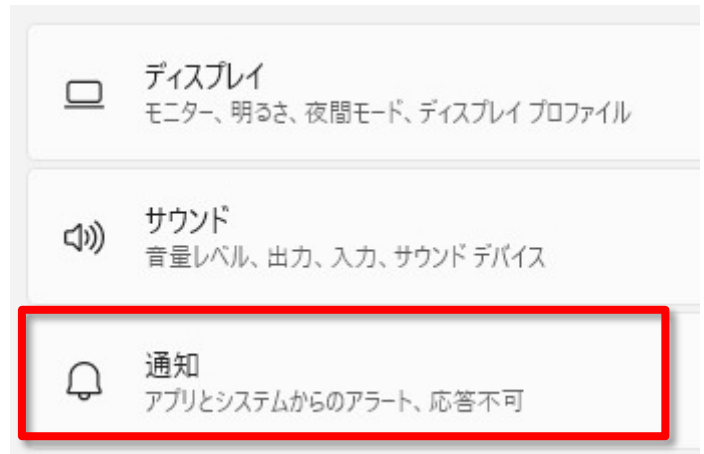 ディスプレイ
モニター、明るさ、夜間モード、ディスプレイ プロファイル
サウンド
音量レベル、出力、入力、サウンド デバイス
通知
アプリとシステムからのアラート、応答不可